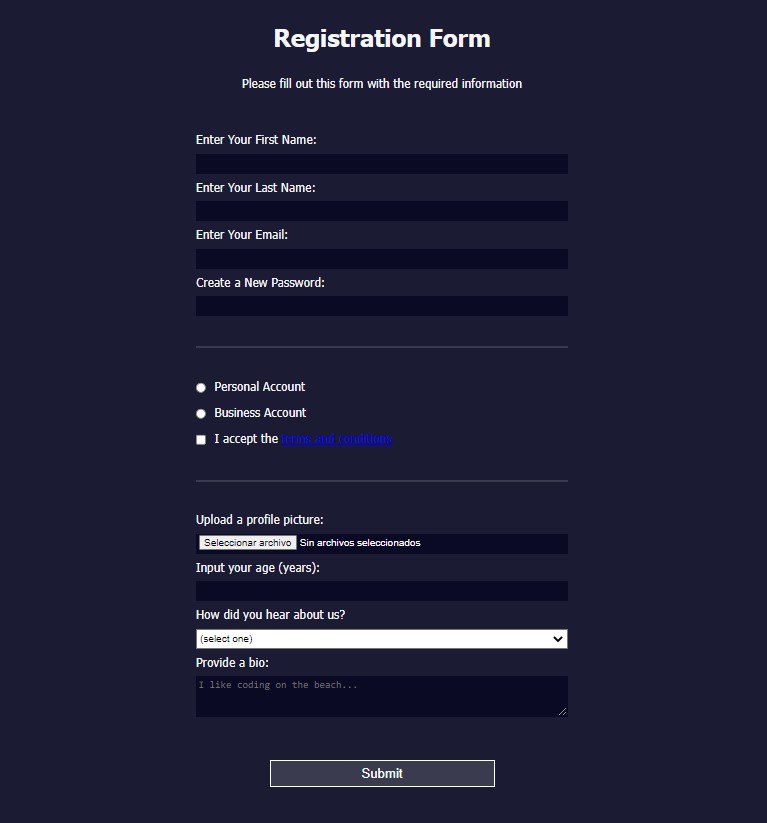 Registration Form
Please fill out this form with the required information
Enter Your First Name:
Enter Your Last Name:
Enter Your Email:
Create a New Password:
Personal Account
Business Account
I accept the terms and conditions
Upload a profile picture:
Seleccionar archivo Sin archivos seleccionados
Input your age (years):
How did you hear about us?
(select one)
Provide a bio:
I like coding on the beach...
Submit